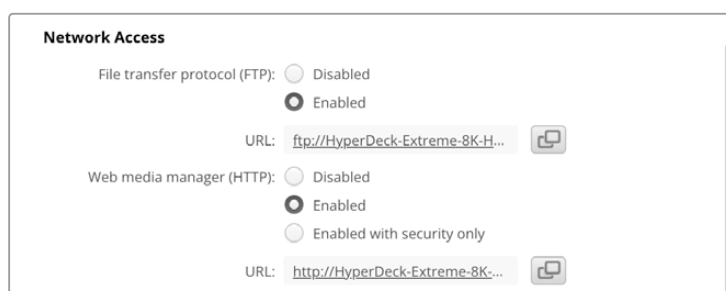 Network Access
File transfer protocol (FTP): Disabled
Enabled
URL: ftp://HyperDeck-Extreme-8K-H...
Web media manager (HTTP): Disabled
Enabled
Enabled with security only
URL: http://HyperDeck-Extreme-8K-...